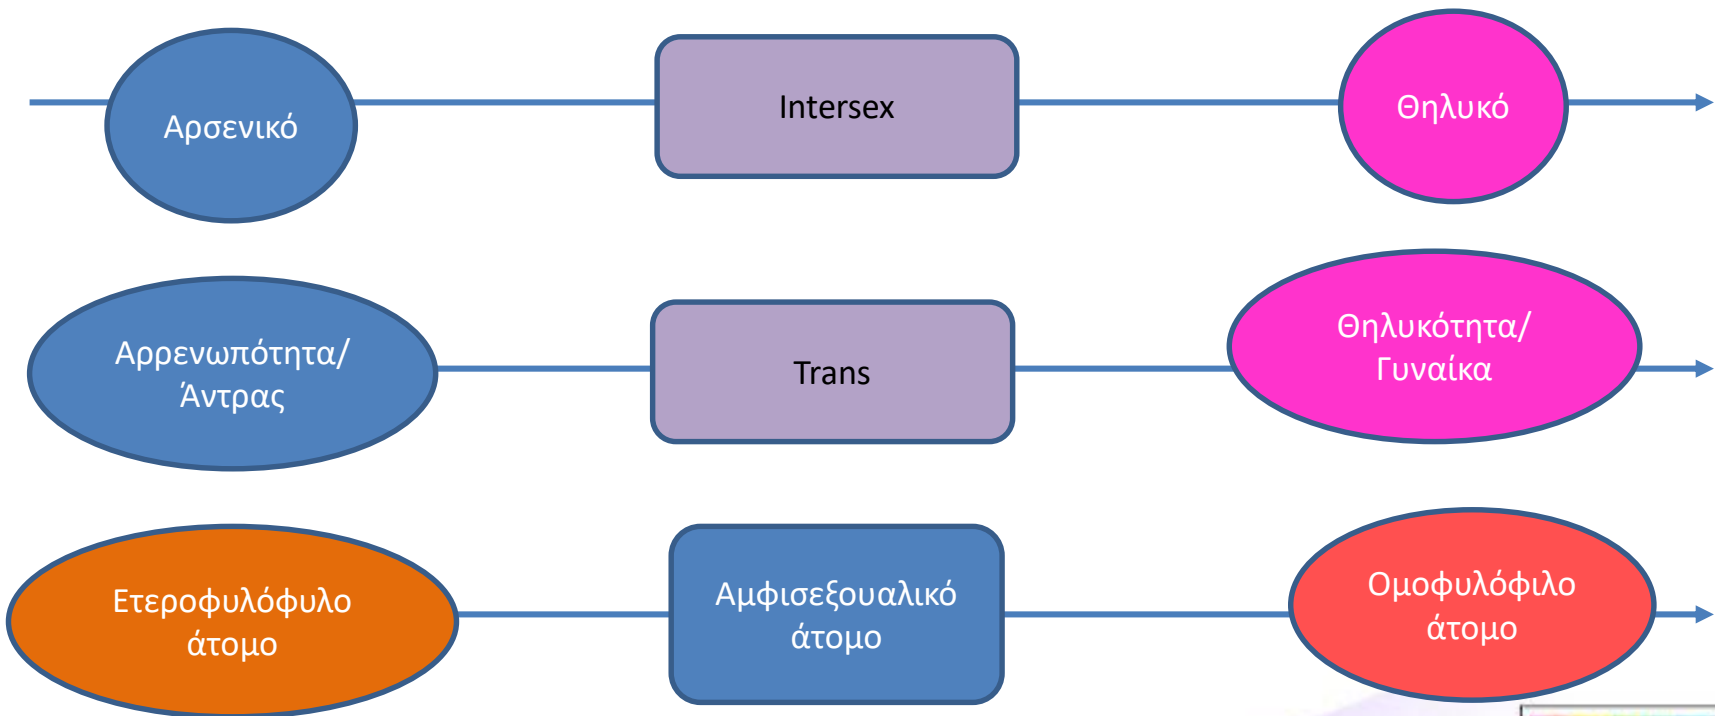 Αρσενικό
Intersex
Θηλυκό
Αρρενωπότητα/
Άντρας
Trans
Θηλυκότητα/
Γυναίκα
Ετεροφυλόφυλο
άτομο
Αμφισεξουαλικό
άτομο
Ομοφυλόφιλο
άτομο